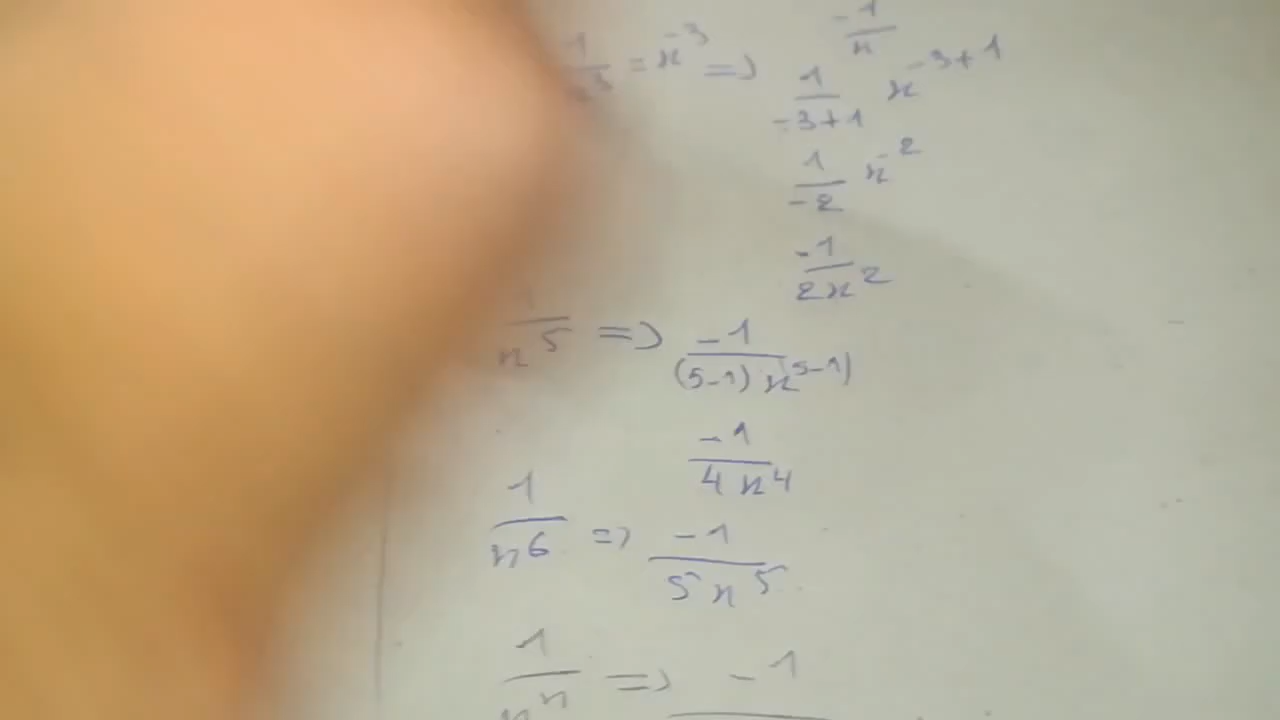 -1/x
1/x³ = x⁻³ => 1/(-3+1) x⁻³⁺¹
1/-2 x⁻²
-1/2x²
1/x⁵ => -1/(5-1)x⁵⁻¹)
-1/4x⁴
1/x⁶ => -1/5x⁵
1/xⁿ => -1